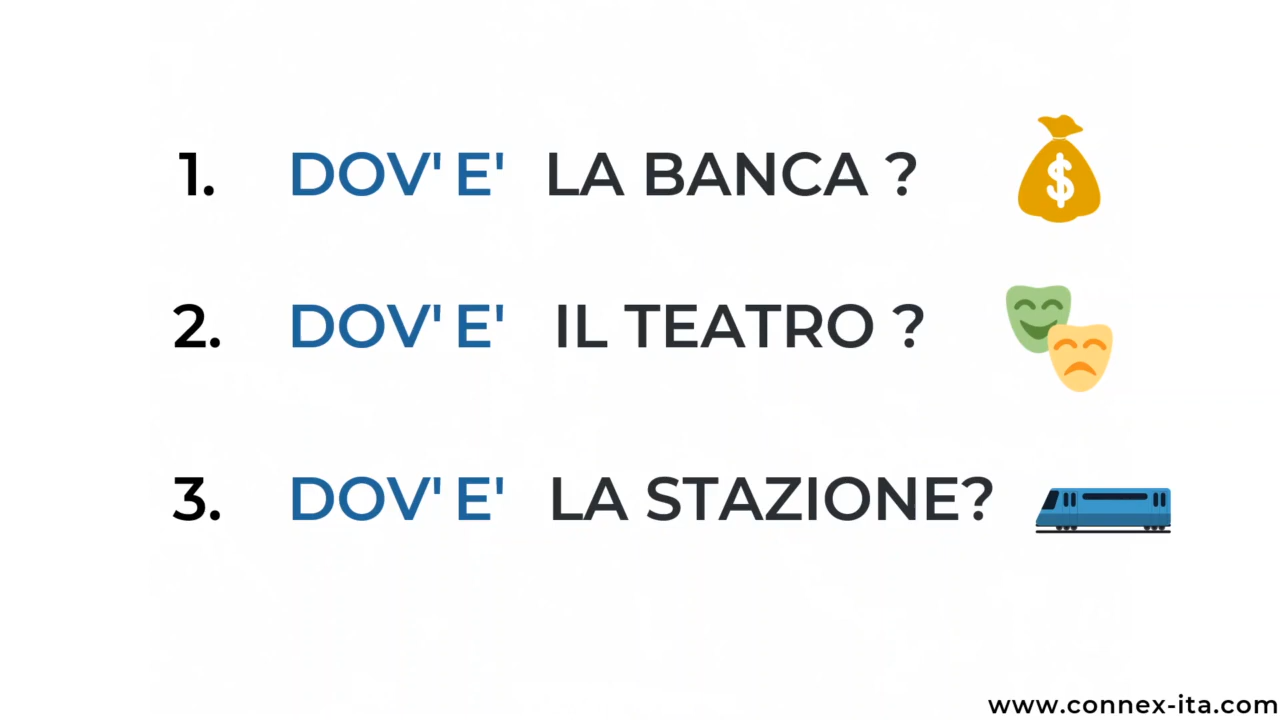 1. DOV' E' LA BANCA ?
2. DOV' E' IL TEATRO ?
3. DOV' E' LA STAZIONE?
www.connex-ita.com